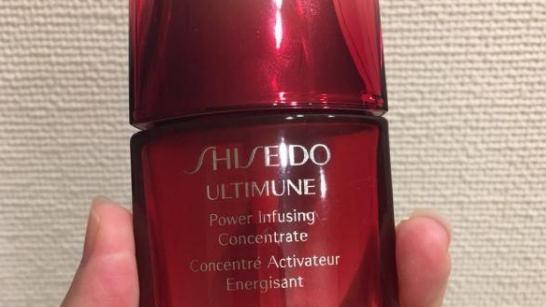 SHISEIDO
ULTIMUNE
Power Infusing
Concentrate
Concentré Activateur
Energisant